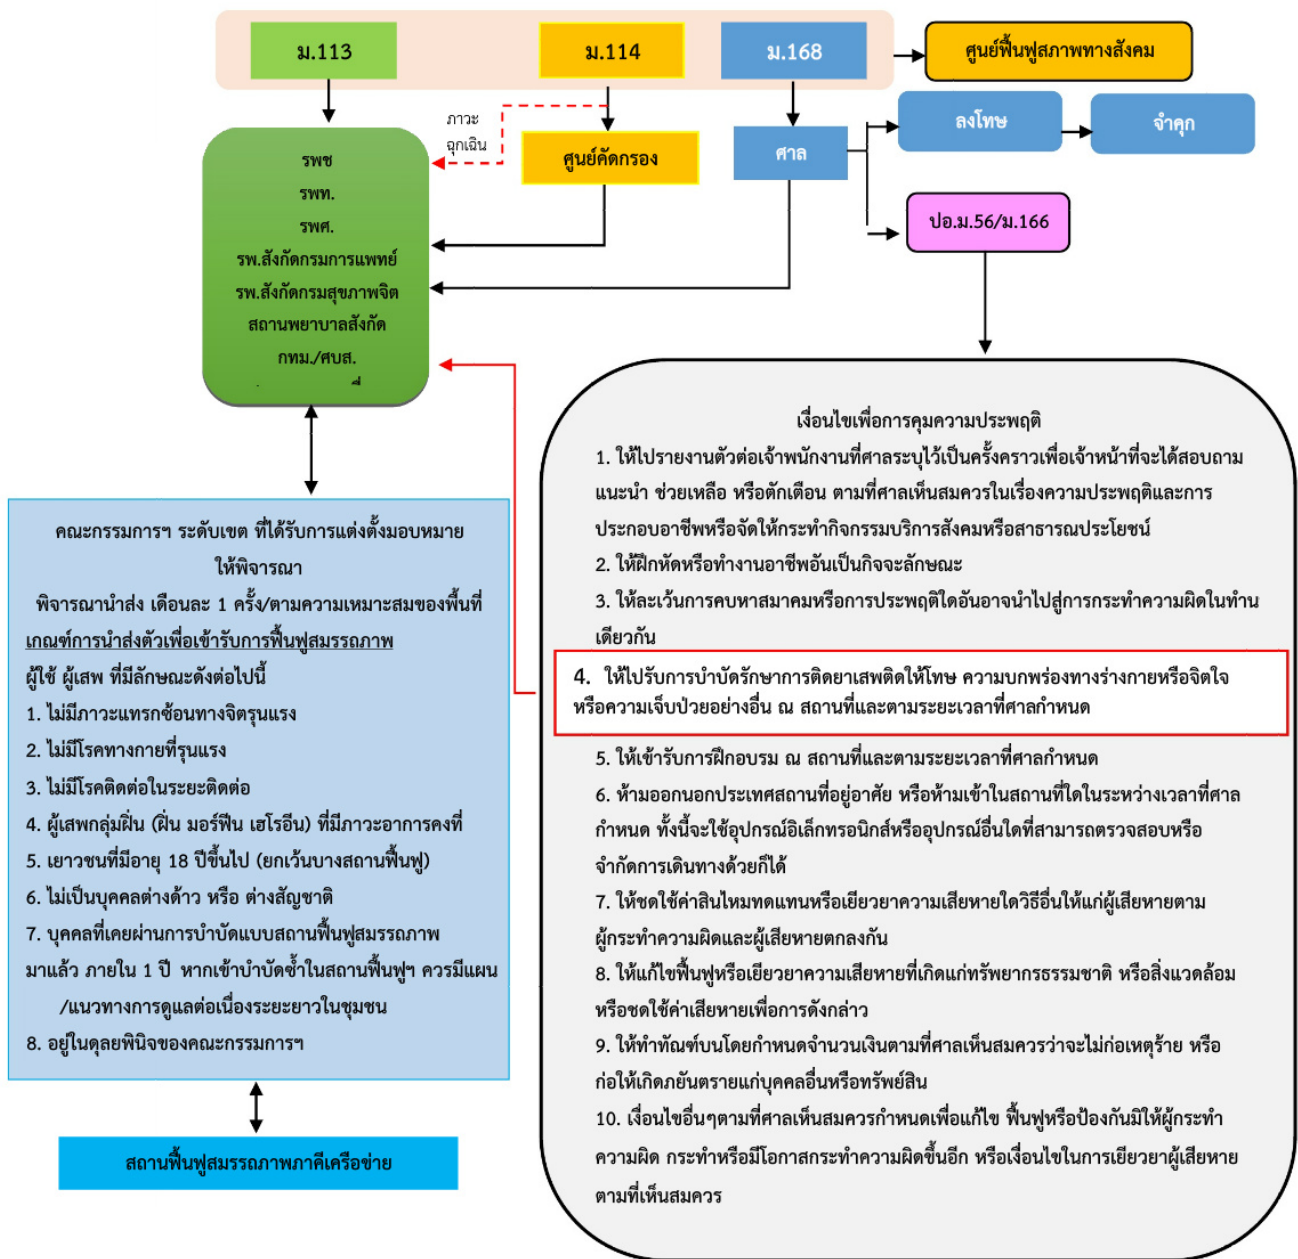 ม.113
ม.114
ม.168
ศูนย์ฟื้นฟูสภาพทางสังคม
ภาวะ
ฉุกเฉิน
ศูนย์คัดกรอง
ศาล
ลงโทษ
จำคุก
ปอ.ม.56/ม.166
รพช
รพท.
รพศ.
รพ.สังกัดกรมการแพทย์
รพ.สังกัดกรมสุขภาพจิต
สถานพยาบาลสังกัด
กทม./ศบส.
คณะกรรมการฯ ระดับเขต ที่ได้รับการแต่งตั้งมอบหมาย
ให้พิจารณา
พิจารณานำส่ง เดือนละ 1 ครั้ง/ตามความเหมาะสมของพื้นที่
เกณฑ์การนำส่งตัวเพื่อเข้ารับการฟื้นฟูสมรรถภาพ
ผู้ใช้ ผู้เสพ ที่มีลักษณะดังต่อไปนี้
1. ไม่มีภาวะแทรกซ้อนทางจิตรุนแรง
2. ไม่มีโรคทางกายที่รุนแรง
3. ไม่มีโรคติดต่อในระยะติดต่อ
4. ผู้เสพกลุ่มฝิ่น (ฝิ่น มอร์ฟีน เฮโรอีน) ที่มีภาวะอาการคงที่
5. เยาวชนที่มีอายุ 18 ปีขึ้นไป (ยกเว้นบางสถานฟื้นฟู)
6. ไม่เป็นบุคคลต่างด้าว หรือ ต่างสัญชาติ
7. บุคคลที่เคยผ่านการบำบัดแบบสถานฟื้นฟูสมรรถภาพ
มาแล้ว ภายใน 1 ปี หากเข้าบำบัดซ้ำในสถานฟื้นฟูฯ ควรมีแผน
/แนวทางการดูแลต่อเนื่องระยะยาวในชุมชน
8. อยู่ในดุลยพินิจของคณะกรรมการฯ
สถานฟื้นฟูสมรรถภาพภาคีเครือข่าย
เงื่อนไขเพื่อการคุมความประพฤติ
1. ให้ไปรายงานตัวต่อเจ้าพนักงานที่ศาลระบุไว้เป็นครั้งคราวเพื่อเจ้าหน้าที่จะได้สอบถาม
แนะนำ ช่วยเหลือ หรือตักเตือน ตามที่ศาลเห็นสมควรในเรื่องความประพฤติและการ
ประกอบอาชีพหรือจัดให้กระทำกิจกรรมบริการสังคมหรือสาธารณประโยชน์
2. ให้ฝึกหัดหรือทำงานอาชีพอันเป็นกิจจะลักษณะ
3. ให้ละเว้นการคบหาสมาคมหรือการประพฤติใดอันอาจนำไปสู่การกระทำความผิดในทำน
เดียวกัน
4. ให้ไปรับการบำบัดรักษาการติดยาเสพติดให้โทษ ความบกพร่องทางร่างกายหรือจิตใจ
หรือความเจ็บป่วยอย่างอื่น ณ สถานที่และตามระยะเวลาที่ศาลกำหนด
5. ให้เข้ารับการฝึกอบรม ณ สถานที่และตามระยะเวลาที่ศาลกำหนด
6. ห้ามออกนอกประเทศสถานที่อยู่อาศัย หรือห้ามเข้าในสถานที่ใดในระหว่างเวลาที่ศาล
กำหนด ทั้งนี้จะใช้อุปกรณ์อิเล็กทรอนิกส์หรืออุปกรณ์อื่นใดที่สามารถตรวจสอบหรือ
จำกัดการเดินทางด้วยก็ได้
7. ให้ชดใช้ค่าสินไหมทดแทนหรือเยียวยาความเสียหายใดวิธีอื่นให้แก่ผู้เสียหายตาม
ผู้กระทำความผิดและผู้เสียหายตกลงกัน
8. ให้แก้ไขฟื้นฟูหรือเยียวยาความเสียหายที่เกิดแก่ทรัพยากรธรรมชาติ หรือสิ่งแวดล้อม
หรือชดใช้ค่าเสียหายเพื่อการดังกล่าว
9. ให้ทำทัณฑ์บนโดยกำหนดจำนวนเงินตามที่ศาลเห็นสมควรว่าจะไม่ก่อเหตุร้าย หรือ
ก่อให้เกิดภยันตรายแก่บุคคลอื่นหรือทรัพย์สิน
10. เงื่อนไขอื่นๆตามที่ศาลเห็นสมควรกำหนดเพื่อแก้ไข ฟื้นฟูหรือป้องกันมิให้ผู้กระทำ
ความผิด กระทำหรือมีโอกาสกระทำความผิดขึ้นอีก หรือเงื่อนไขในการเยียวยาผู้เสียหาย
ตามที่เห็นสมควร